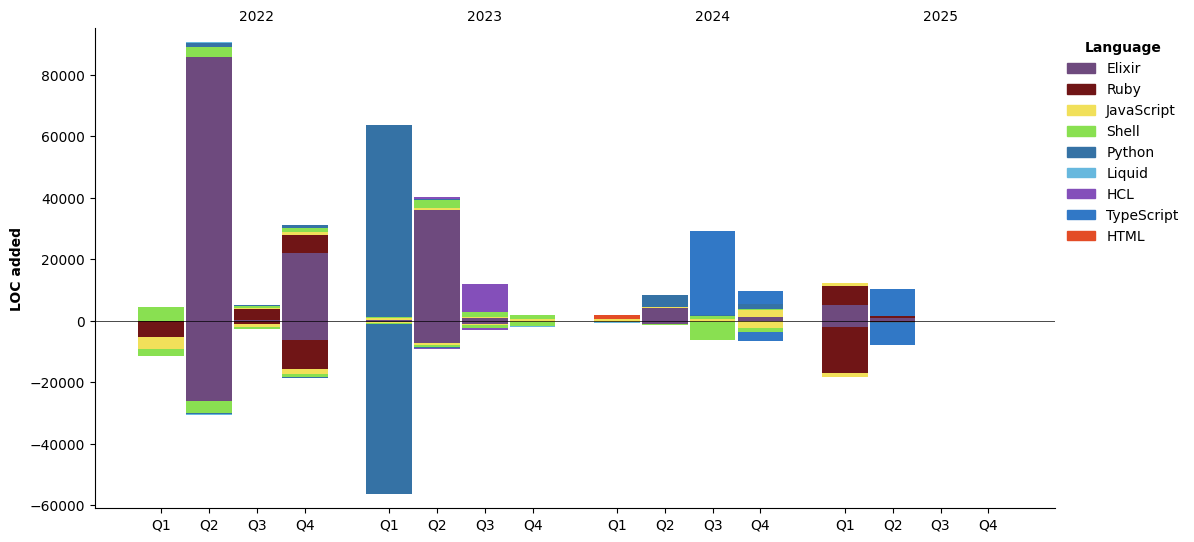 2022 2023 2024 2025
Language
Elixir
Ruby
JavaScript
Shell
Python
Liquid
HCL
TypeScript
HTML
LOC added
80000
60000
40000
20000
0
−20000
−40000
−60000
Q1 Q2 Q3 Q4 Q1 Q2 Q3 Q4 Q1 Q2 Q3 Q4 Q1 Q2 Q3 Q4